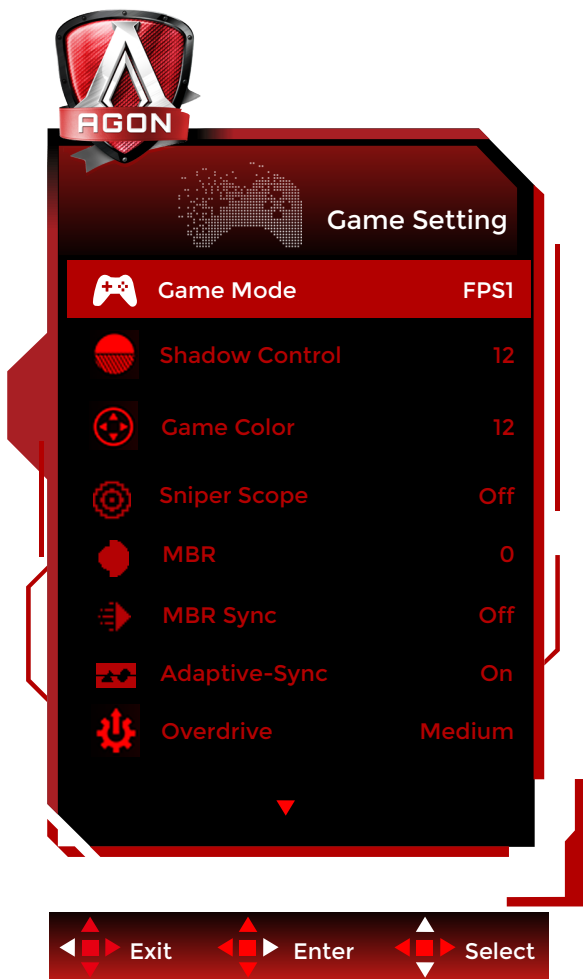 AGON
Game Setting
Game Mode FPS1
Shadow Control 12
Game Color 12
Sniper Scope Off
MBR 0
MBR Sync Off
Adaptive-Sync On
Overdrive Medium
Exit Enter Select